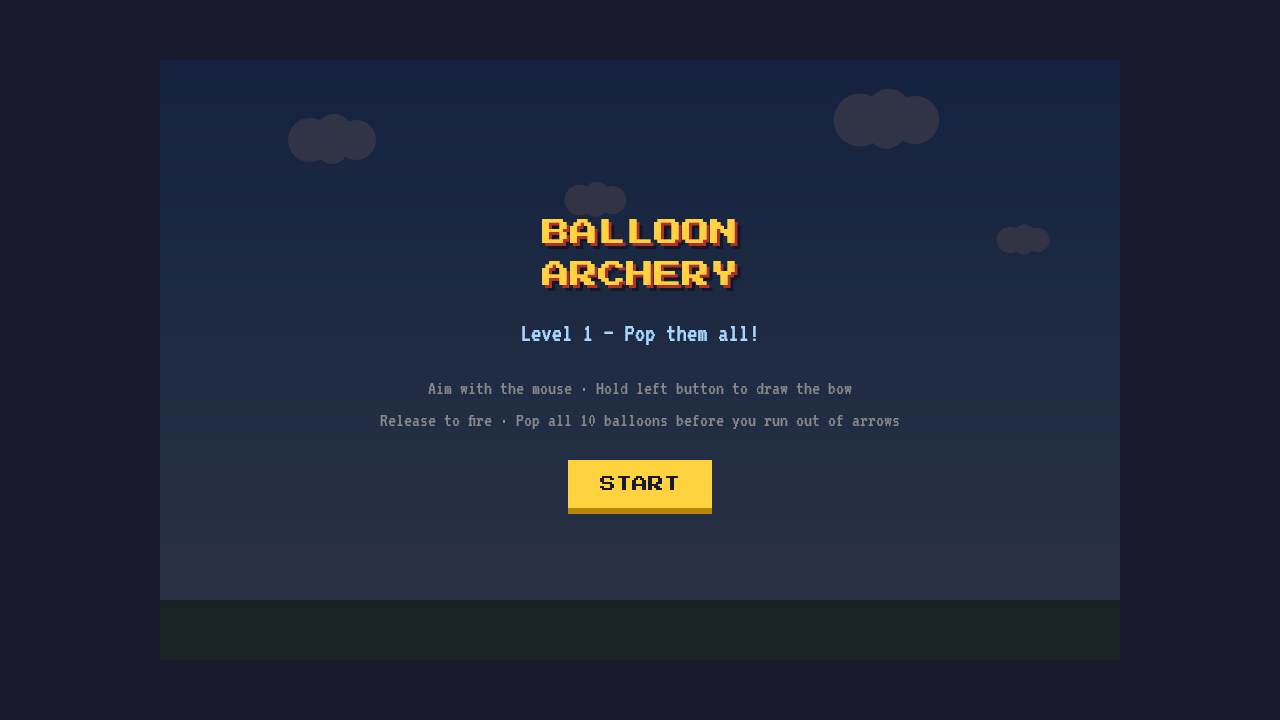 BALLOON
ARCHERY
Level 1 – Pop them all!
Aim with the mouse · Hold left button to draw the bow
Release to fire · Pop all 10 balloons before you run out of arrows
START